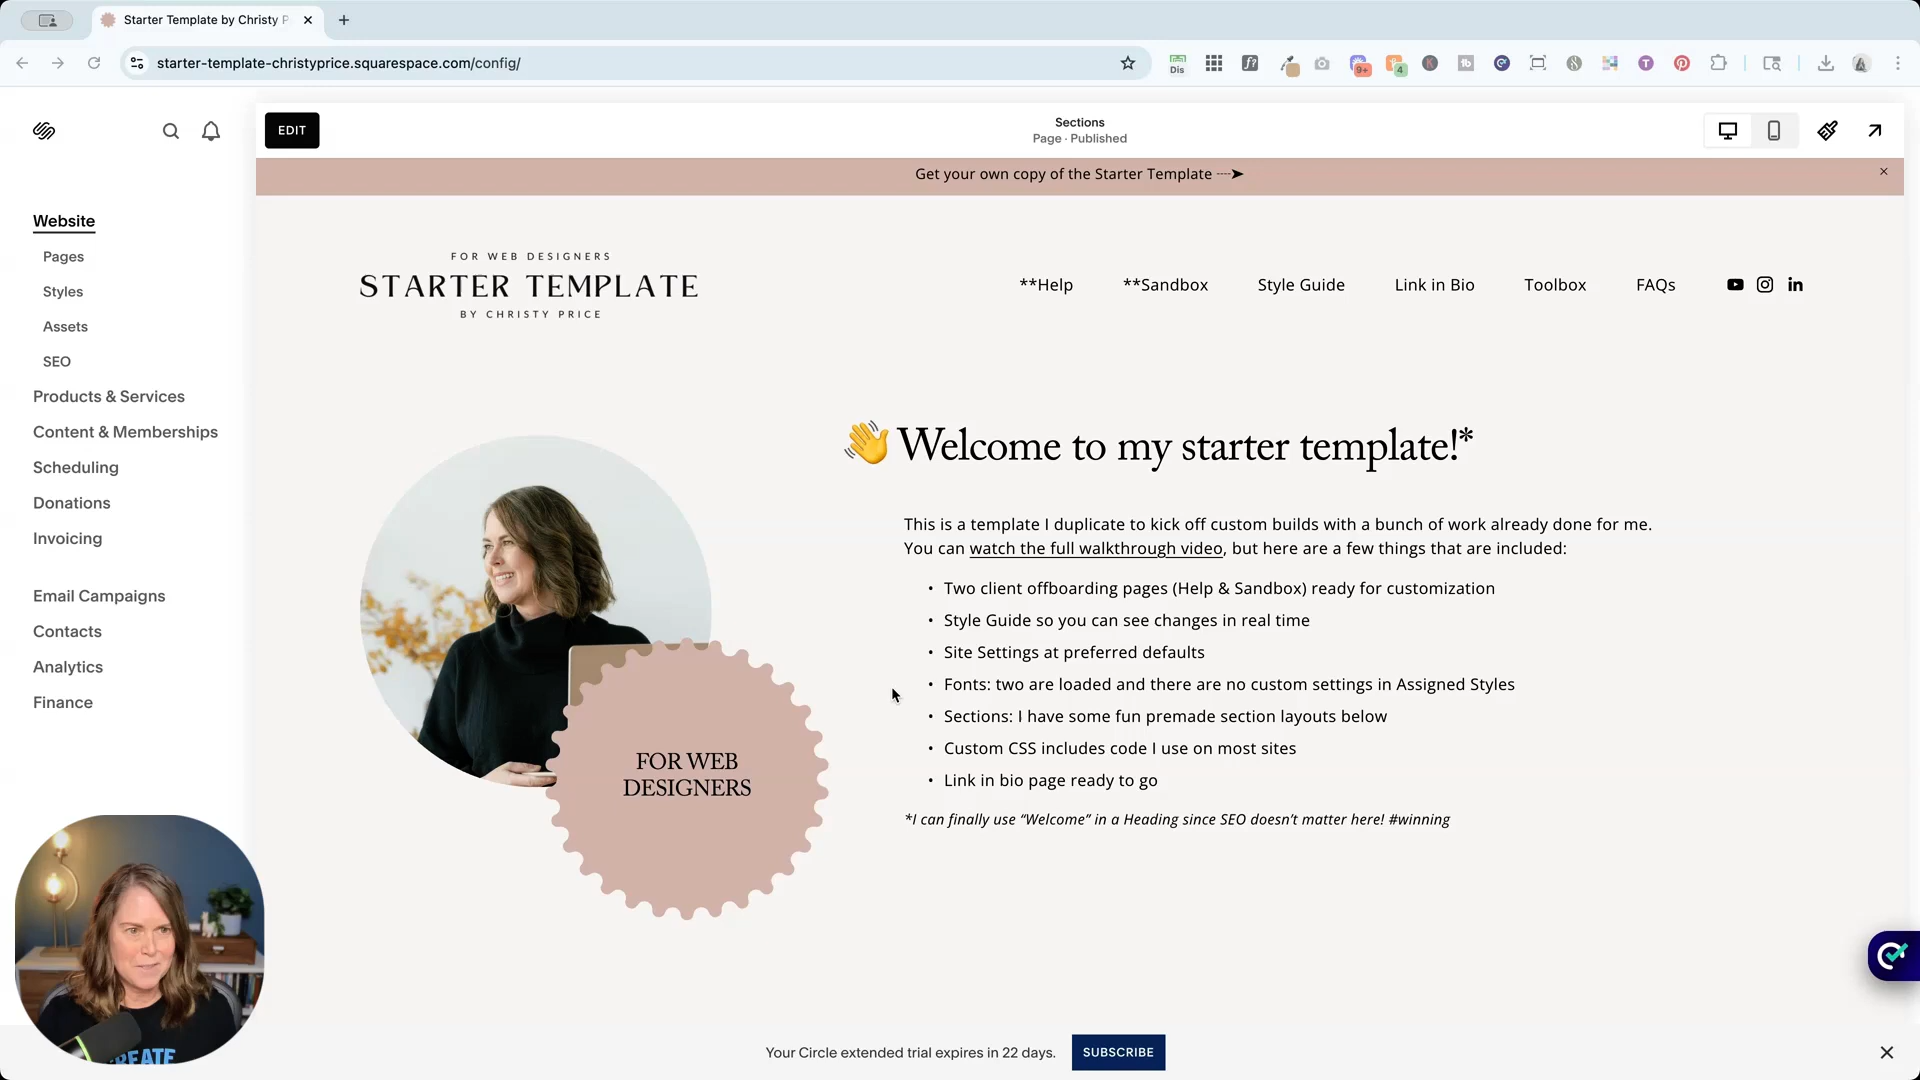 Starter Template by Christy P
starter-template-christyprice.squarespace.com/config/
Dis
9+
4
EDIT
Sections
Page · Published
Get your own copy of the Starter Template ---➤
Website
Pages
Styles
Assets
SEO
Products & Services
Content & Memberships
Scheduling
Donations
Invoicing
Email Campaigns
Contacts
Analytics
Finance
FOR WEB DESIGNERS
STARTER TEMPLATE
BY CHRISTY PRICE
**Help
**Sandbox
Style Guide
Link in Bio
Toolbox
FAQs
👋 Welcome to my starter template!*
This is a template I duplicate to kick off custom builds with a bunch of work already done for me.
You can watch the full walkthrough video, but here are a few things that are included:
• Two client offboarding pages (Help & Sandbox) ready for customization
• Style Guide so you can see changes in real time
• Site Settings at preferred defaults
• Fonts: two are loaded and there are no custom settings in Assigned Styles
• Sections: I have some fun premade section layouts below
• Custom CSS includes code I use on most sites
• Link in bio page ready to go
*I can finally use “Welcome” in a Heading since SEO doesn’t matter here! #winning
FOR WEB
DESIGNERS
Your Circle extended trial expires in 22 days.
SUBSCRIBE